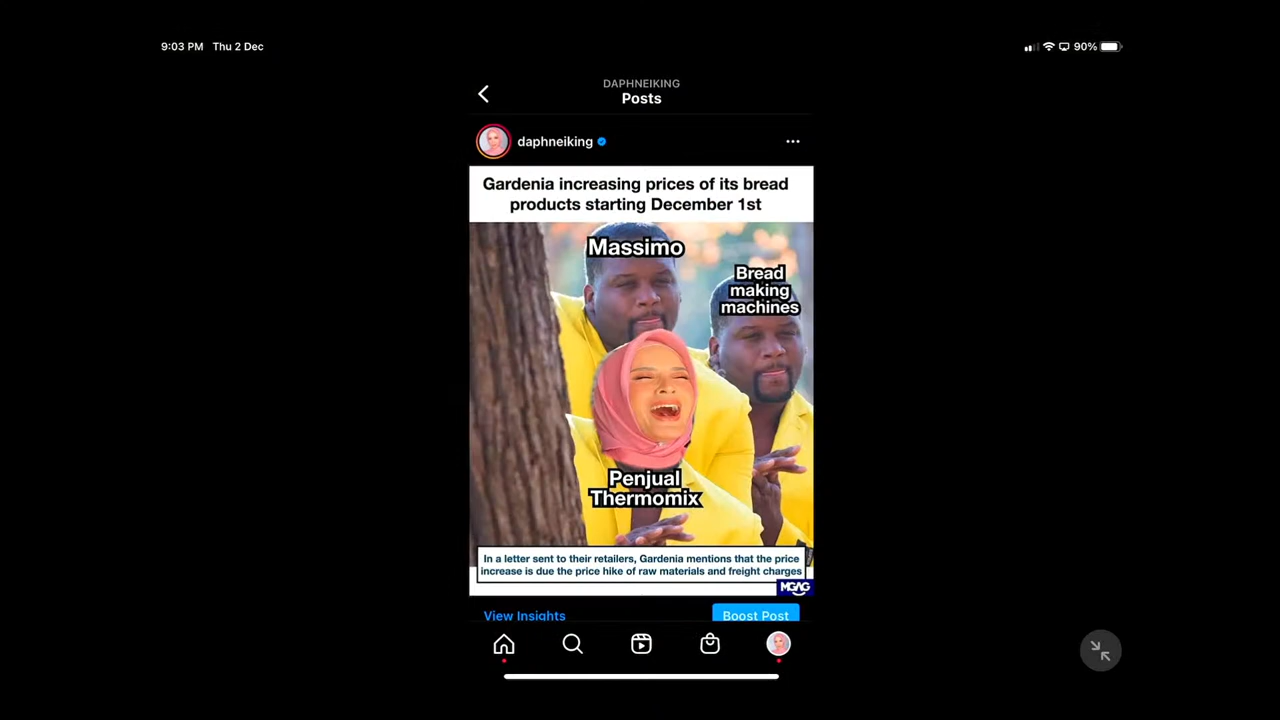 9:03 PM Thu 2 Dec
90%
DAPHNEIKING
Posts
daphneiking
Gardenia increasing prices of its bread
products starting December 1st
Massimo
Bread
making
machines
Penjual
Thermomix
In a letter sent to their retailers, Gardenia mentions that the price
increase is due the price hike of raw materials and freight charges
MGAG
View Insights
Boost Post